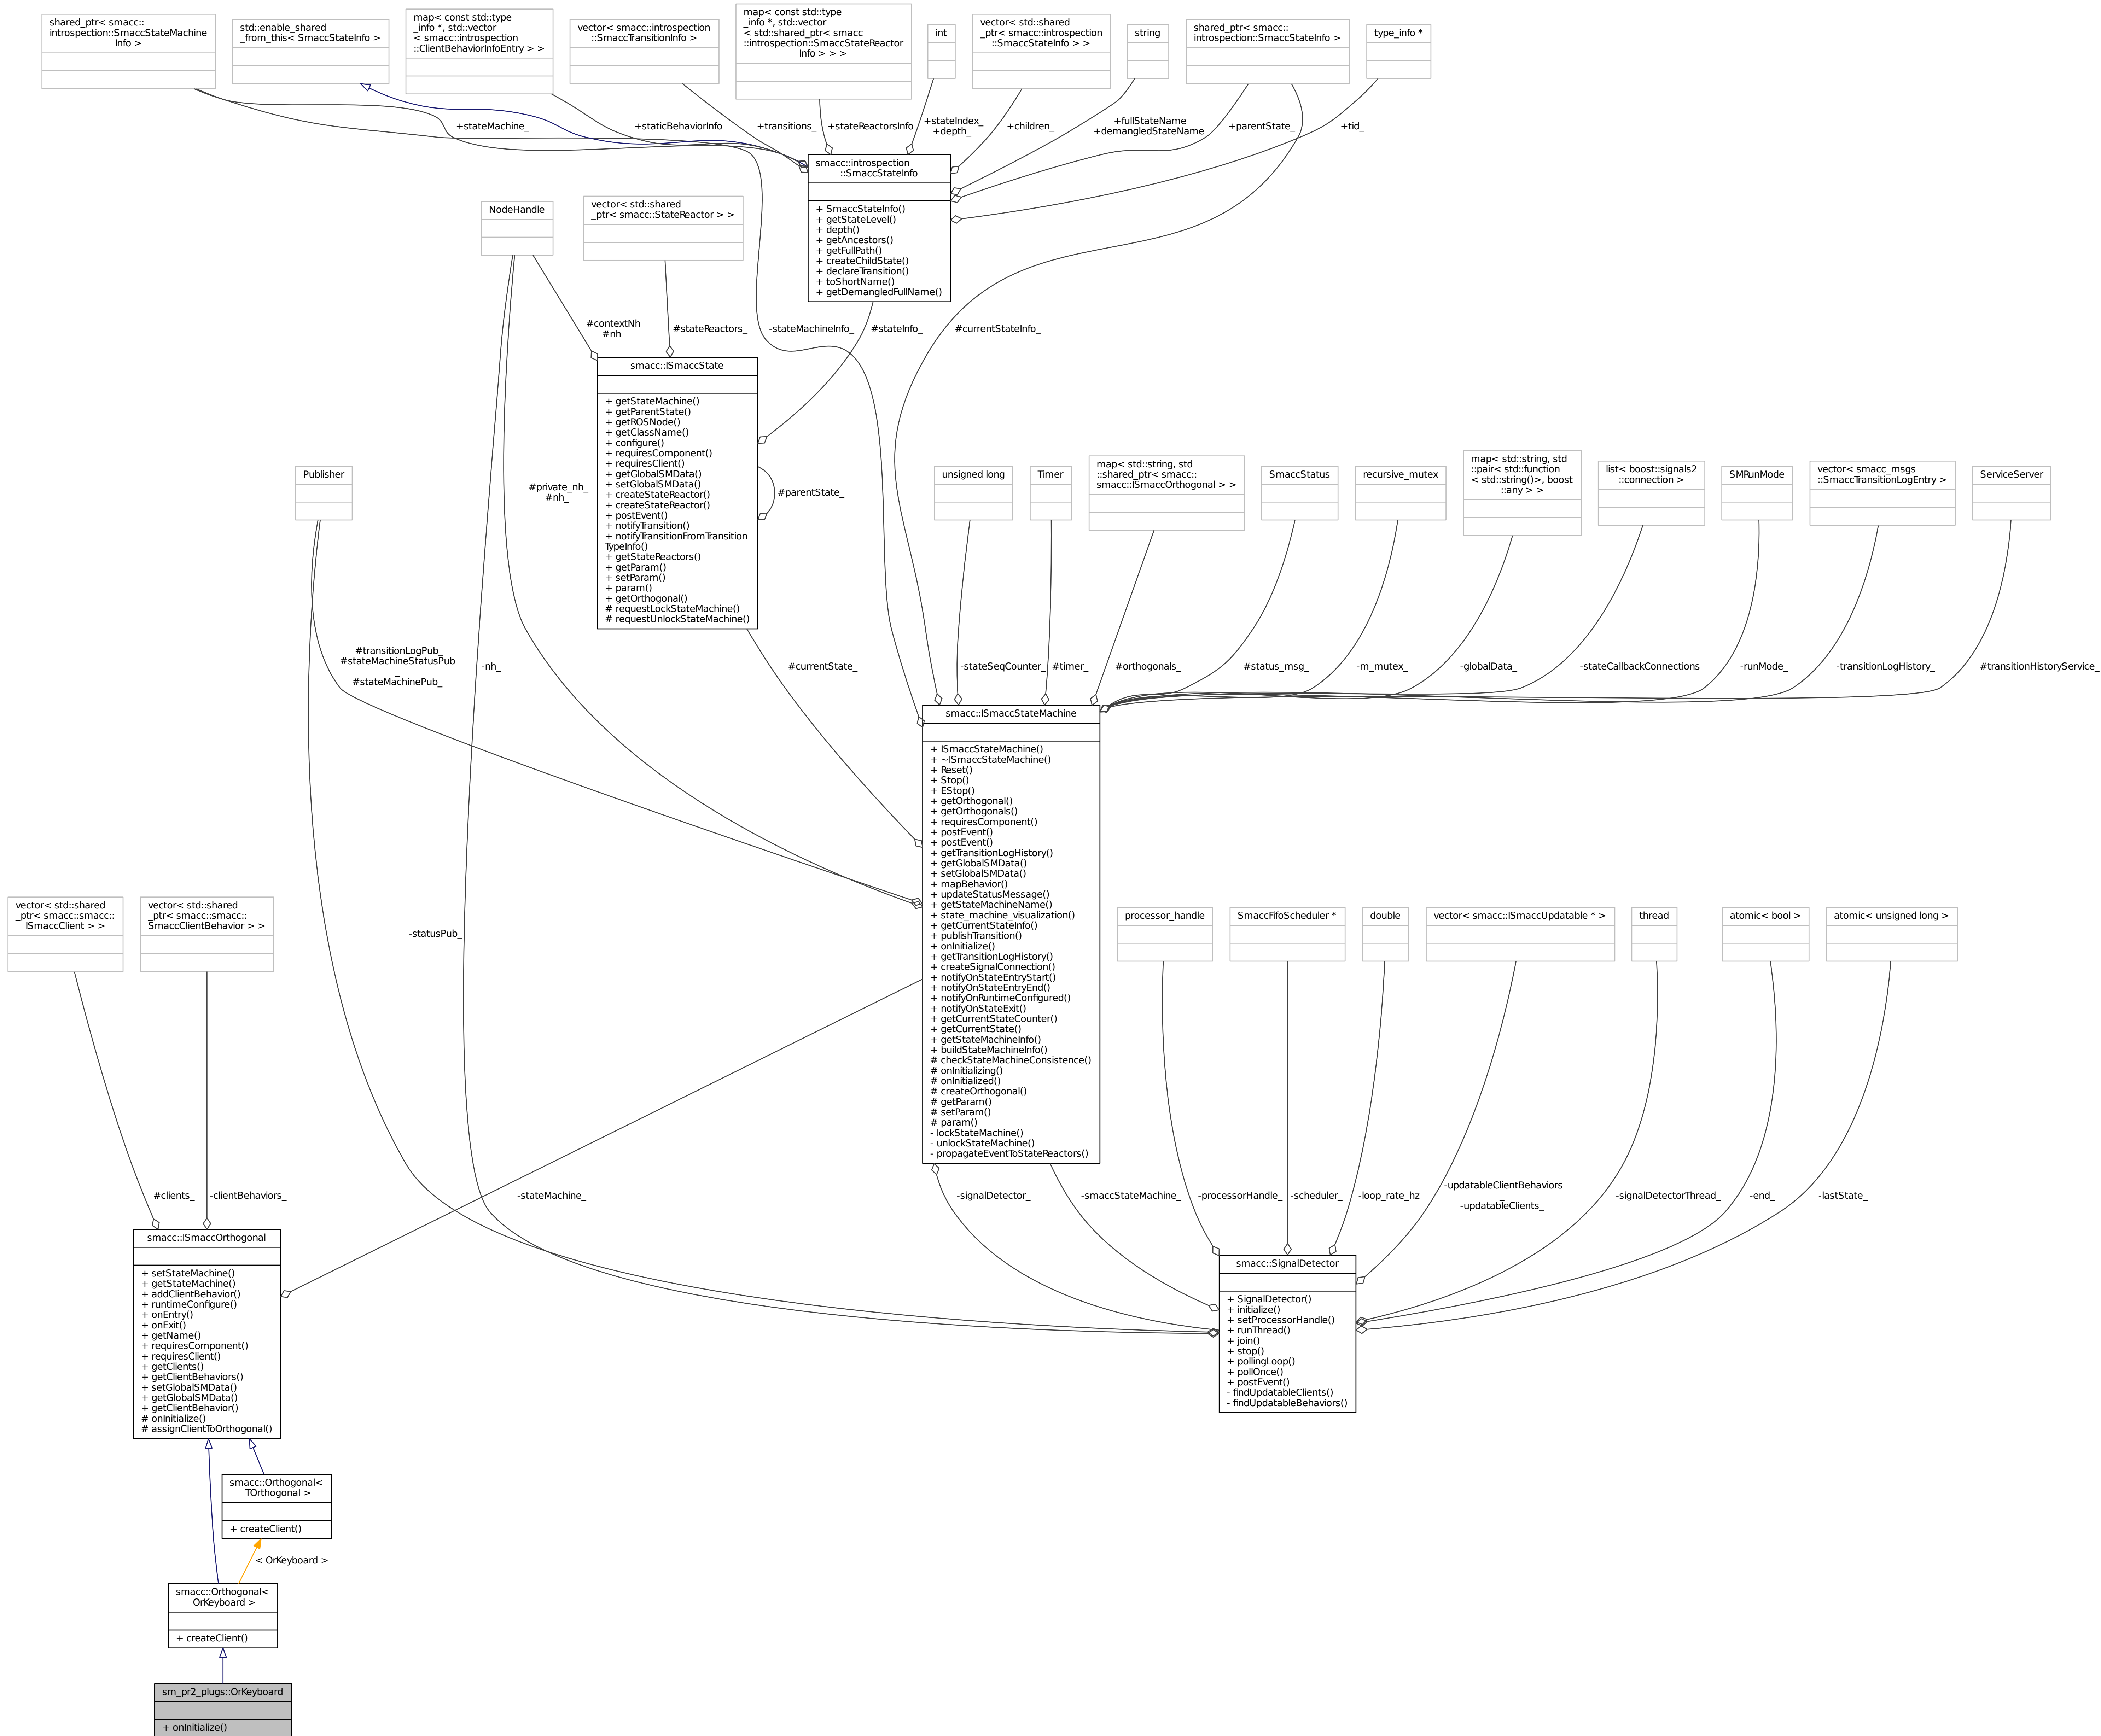 shared_ptr< smacc::
introspection::SmaccStateMachine
Info >
std::enable_shared
_from_this< SmaccStateInfo >
map< const std::type
_info *, std::vector
< smacc::introspection
::ClientBehaviorInfoEntry > >
vector< smacc::introspection
::SmaccTransitionInfo >
map< const std::type
_info *, std::vector
< std::shared_ptr< smacc
::introspection::SmaccStateReactor
Info > > >
int
vector< std::shared
_ptr< smacc::introspection
::SmaccStateInfo > >
string
shared_ptr< smacc::
introspection::SmaccStateInfo >
type_info *
+stateMachine_
+staticBehaviorInfo
+transitions_
+stateReactorsInfo
+stateIndex_
+depth_
+children_
+fullStateName
+demangledStateName
+parentState_
+tid_
smacc::introspection
::SmaccStateInfo
+ SmaccStateInfo()
+ getStateLevel()
+ depth()
+ getAncestors()
+ getFullPath()
+ createChildState()
+ declareTransition()
+ toShortName()
+ getDemangledFullName()
NodeHandle
vector< std::shared
_ptr< smacc::StateReactor > >
#contextNh
#nh
#stateReactors_
-stateMachineInfo_
#stateInfo_
#currentStateInfo_
smacc::ISmaccState
+ getStateMachine()
+ getParentState()
+ getROSNode()
+ getClassName()
+ configure()
+ requiresComponent()
+ requiresClient()
+ getGlobalSMData()
+ setGlobalSMData()
+ createStateReactor()
+ createStateReactor()
+ postEvent()
+ notifyTransition()
+ notifyTransitionFromTransition
TypeInfo()
+ getStateReactors()
+ getParam()
+ setParam()
+ param()
+ getOrthogonal()
# requestLockStateMachine()
# requestUnlockStateMachine()
#parentState_
Publisher
#private_nh_
#nh_
unsigned long
Timer
map< std::string, std
::shared_ptr< smacc::
smacc::ISmaccOrthogonal > >
SmaccStatus
recursive_mutex
map< std::string, std
::pair< std::function
< std::string()>, boost
::any > >
list< boost::signals2
::connection >
SMRunMode
vector< smacc_msgs
::SmaccTransitionLogEntry >
ServiceServer
#transitionLogPub_
#stateMachineStatusPub
_
#stateMachinePub_
-nh_
#currentState_
-stateSeqCounter_
#timer_
#orthogonals_
#status_msg_
-m_mutex_
-globalData_
-stateCallbackConnections
-runMode_
-transitionLogHistory_
#transitionHistoryService_
smacc::ISmaccStateMachine
+ ISmaccStateMachine()
+ ~ISmaccStateMachine()
+ Reset()
+ Stop()
+ EStop()
+ getOrthogonal()
+ getOrthogonals()
+ requiresComponent()
+ postEvent()
+ postEvent()
+ getTransitionLogHistory()
+ getGlobalSMData()
+ setGlobalSMData()
+ mapBehavior()
+ updateStatusMessage()
+ getStateMachineName()
+ state_machine_visualization()
+ getCurrentStateInfo()
+ publishTransition()
+ onInitialize()
+ getTransitionLogHistory()
+ createSignalConnection()
+ notifyOnStateEntryStart()
+ notifyOnStateEntryEnd()
+ notifyOnRuntimeConfigured()
+ notifyOnStateExit()
+ getCurrentStateCounter()
+ getCurrentState()
+ getStateMachineInfo()
+ buildStateMachineInfo()
# checkStateMachineConsistence()
# onInitializing()
# onInitialized()
# createOrthogonal()
# getParam()
# setParam()
# param()
- lockStateMachine()
- unlockStateMachine()
- propagateEventToStateReactors()
vector< std::shared
_ptr< smacc::smacc::
ISmaccClient > >
vector< std::shared
_ptr< smacc::smacc::
SmaccClientBehavior > >
-statusPub_
processor_handle
SmaccFifoScheduler *
double
vector< smacc::ISmaccUpdatable * >
thread
atomic< bool >
atomic< unsigned long >
#clients_
-clientBehaviors_
-stateMachine_
-signalDetector_
-smaccStateMachine_
-processorHandle_
-scheduler_
-loop_rate_hz
-updatableClientBehaviors
_
-updatableClients_
-signalDetectorThread_
-end_
-lastState_
smacc::ISmaccOrthogonal
+ setStateMachine()
+ getStateMachine()
+ addClientBehavior()
+ runtimeConfigure()
+ onEntry()
+ onExit()
+ getName()
+ requiresComponent()
+ requiresClient()
+ getClients()
+ getClientBehaviors()
+ setGlobalSMData()
+ getGlobalSMData()
+ getClientBehavior()
# onInitialize()
# assignClientToOrthogonal()
smacc::SignalDetector
+ SignalDetector()
+ initialize()
+ setProcessorHandle()
+ runThread()
+ join()
+ stop()
+ pollingLoop()
+ pollOnce()
+ postEvent()
- findUpdatableClients()
- findUpdatableBehaviors()
smacc::Orthogonal<
TOrthogonal >
+ createClient()
< OrKeyboard >
smacc::Orthogonal<
OrKeyboard >
+ createClient()
sm_pr2_plugs::OrKeyboard
+ onInitialize()